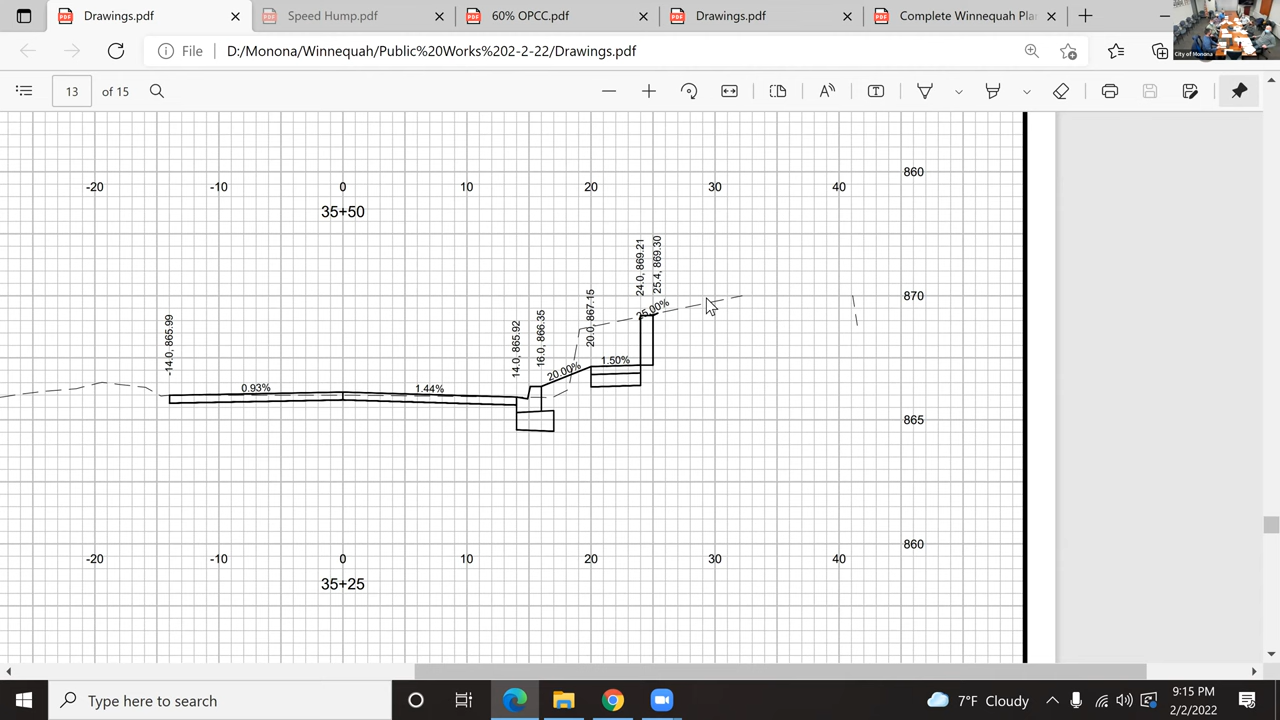 Drawings.pdf
Speed Hump.pdf
60% OPCC.pdf
Drawings.pdf
Complete Winnequah Pla
City of Monona
File
D:/Monona/Winnequah/Public%20Works%202-2-22/Drawings.pdf
13 of 15
860
-20 -10 0 10 20 30 40
35+50
-14.0, 865.99
14.0, 865.92
16.0, 866.35
20.0, 867.15
24.0, 869.21
25.4, 869.30
870
25.00%
0.93%
1.44%
20.00%
1.50%
865
860
-20 -10 0 10 20 30 40
35+25
Type here to search
7°F Cloudy
9:15 PM
2/2/2022